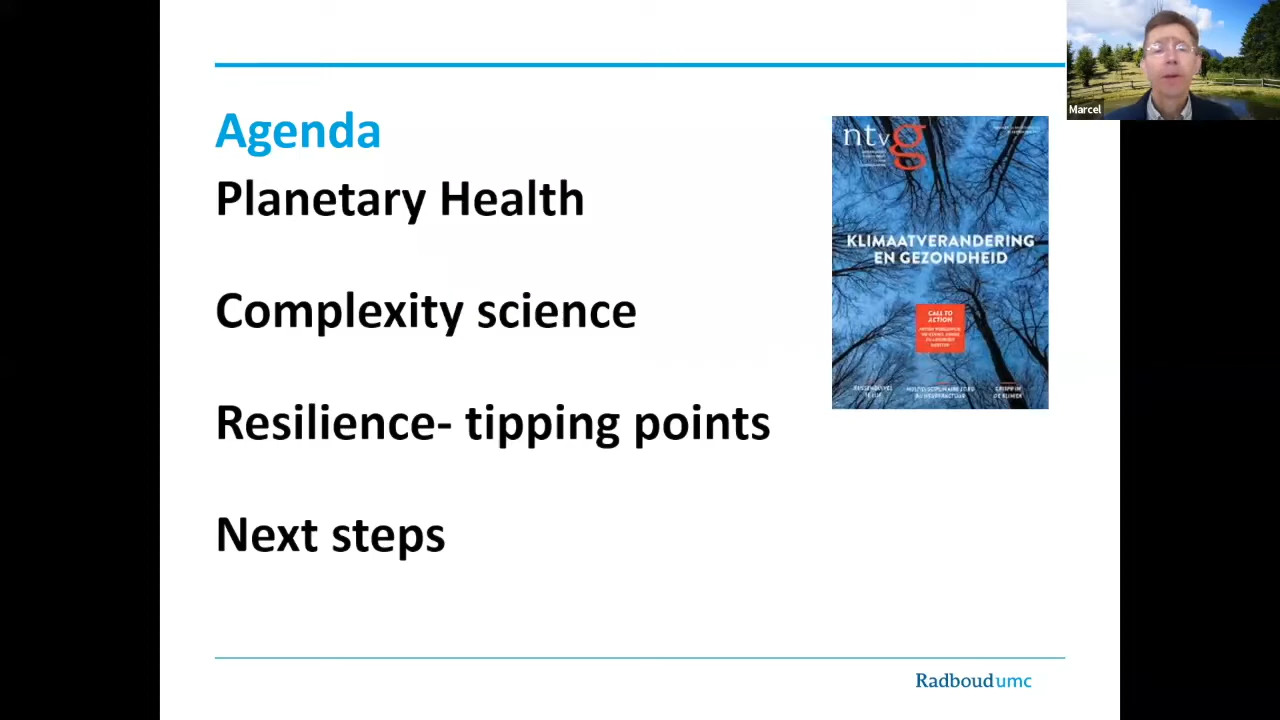 Marcel
Agenda
Planetary Health
Complexity science
Resilience- tipping points
Next steps
ntvg
KLIMAATVERANDERING
EN GEZONDHEID
CALL TO
ACTION
Radboudumc